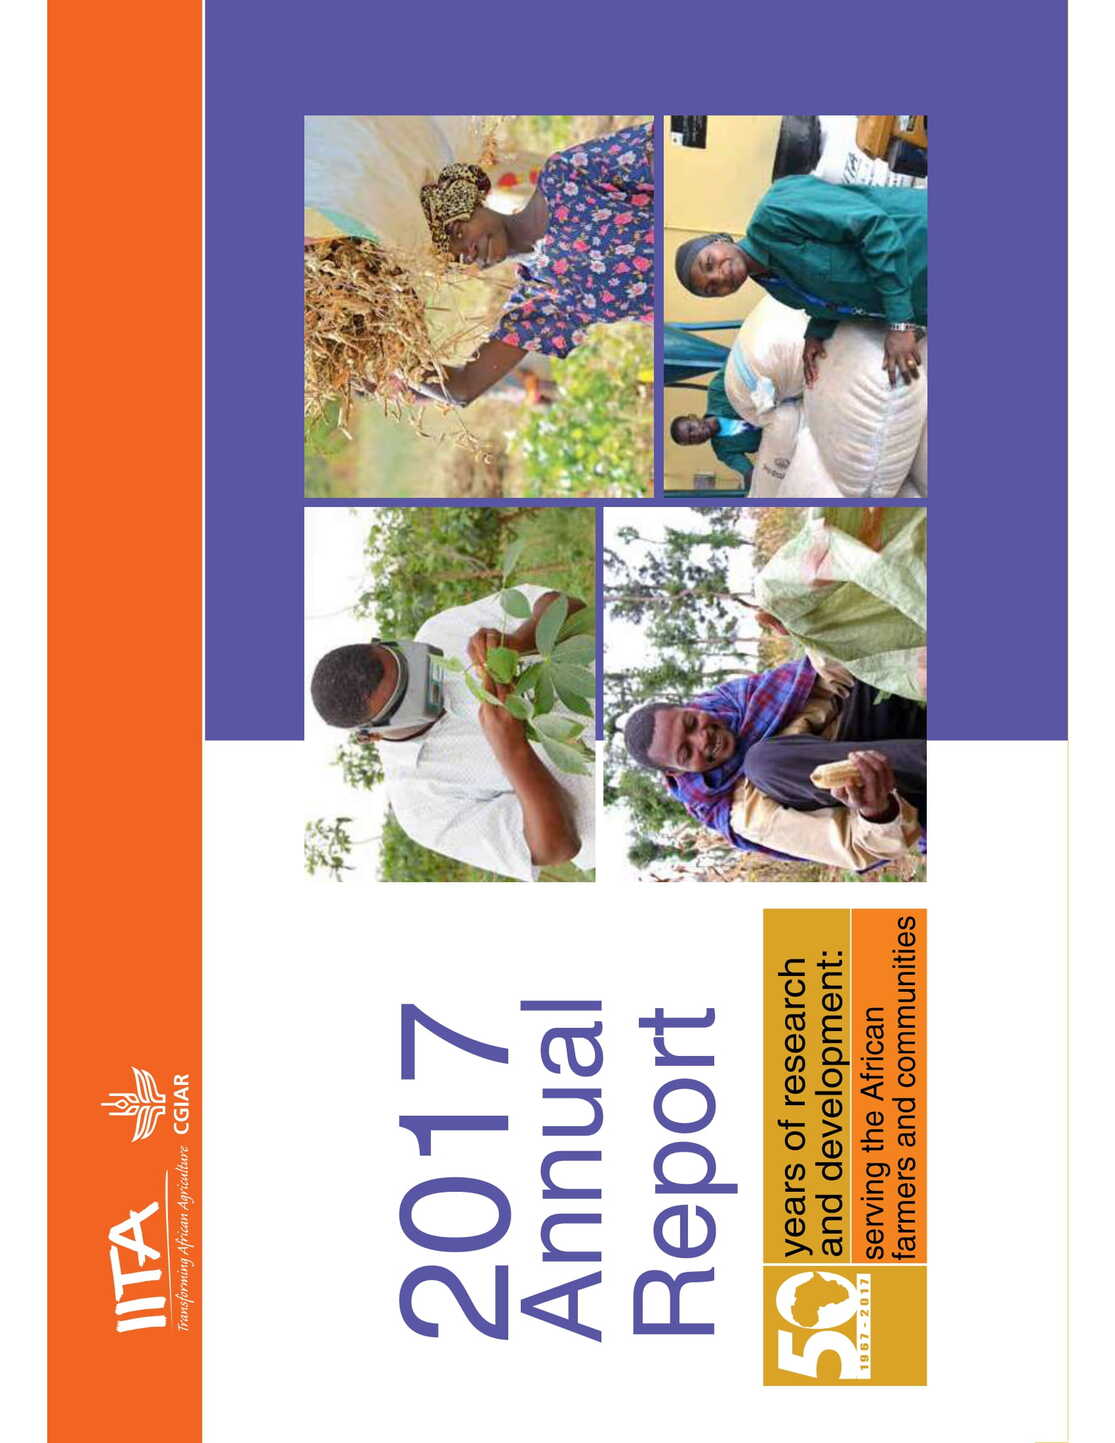 IITA
Transforming African Agriculture
CGIAR
2017
Annual
Report
50
1967 - 2017
years of research
and development:
serving the African
farmers and communities
IITA